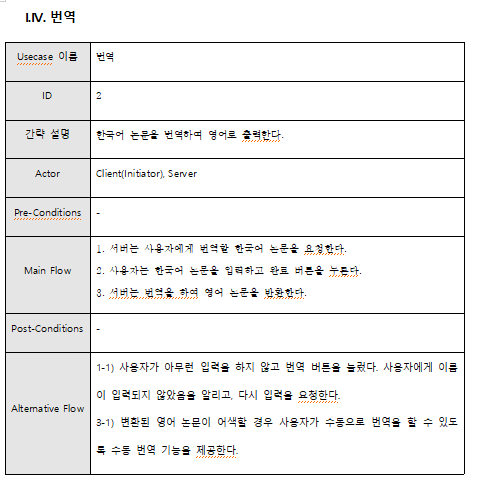 I.IV. 번역
Usecase 이름 번역
ID 2
간략 설명 한국어 논문을 번역하여 영어로 출력한다.
Actor Client(Initiator), Server
Pre-Conditions -
Main Flow
1. 서버는 사용자에게 번역할 한국어 논문을 요청한다.
2. 사용자는 한국어 논문을 입력하고 완료 버튼을 누른다.
3. 서버는 번역을 하여 영어 논문을 반환한다.
Post-Conditions -
Alternative Flow
1-1) 사용자가 아무런 입력을 하지 않고 번역 버튼을 눌렀다. 사용자에게 이름
이 입력되지 않았음을 알리고, 다시 입력을 요청한다.
3-1) 변환된 영어 논문이 어색할 경우 사용자가 수동으로 번역을 할 수 있도
록 수동 번역 기능을 제공한다.